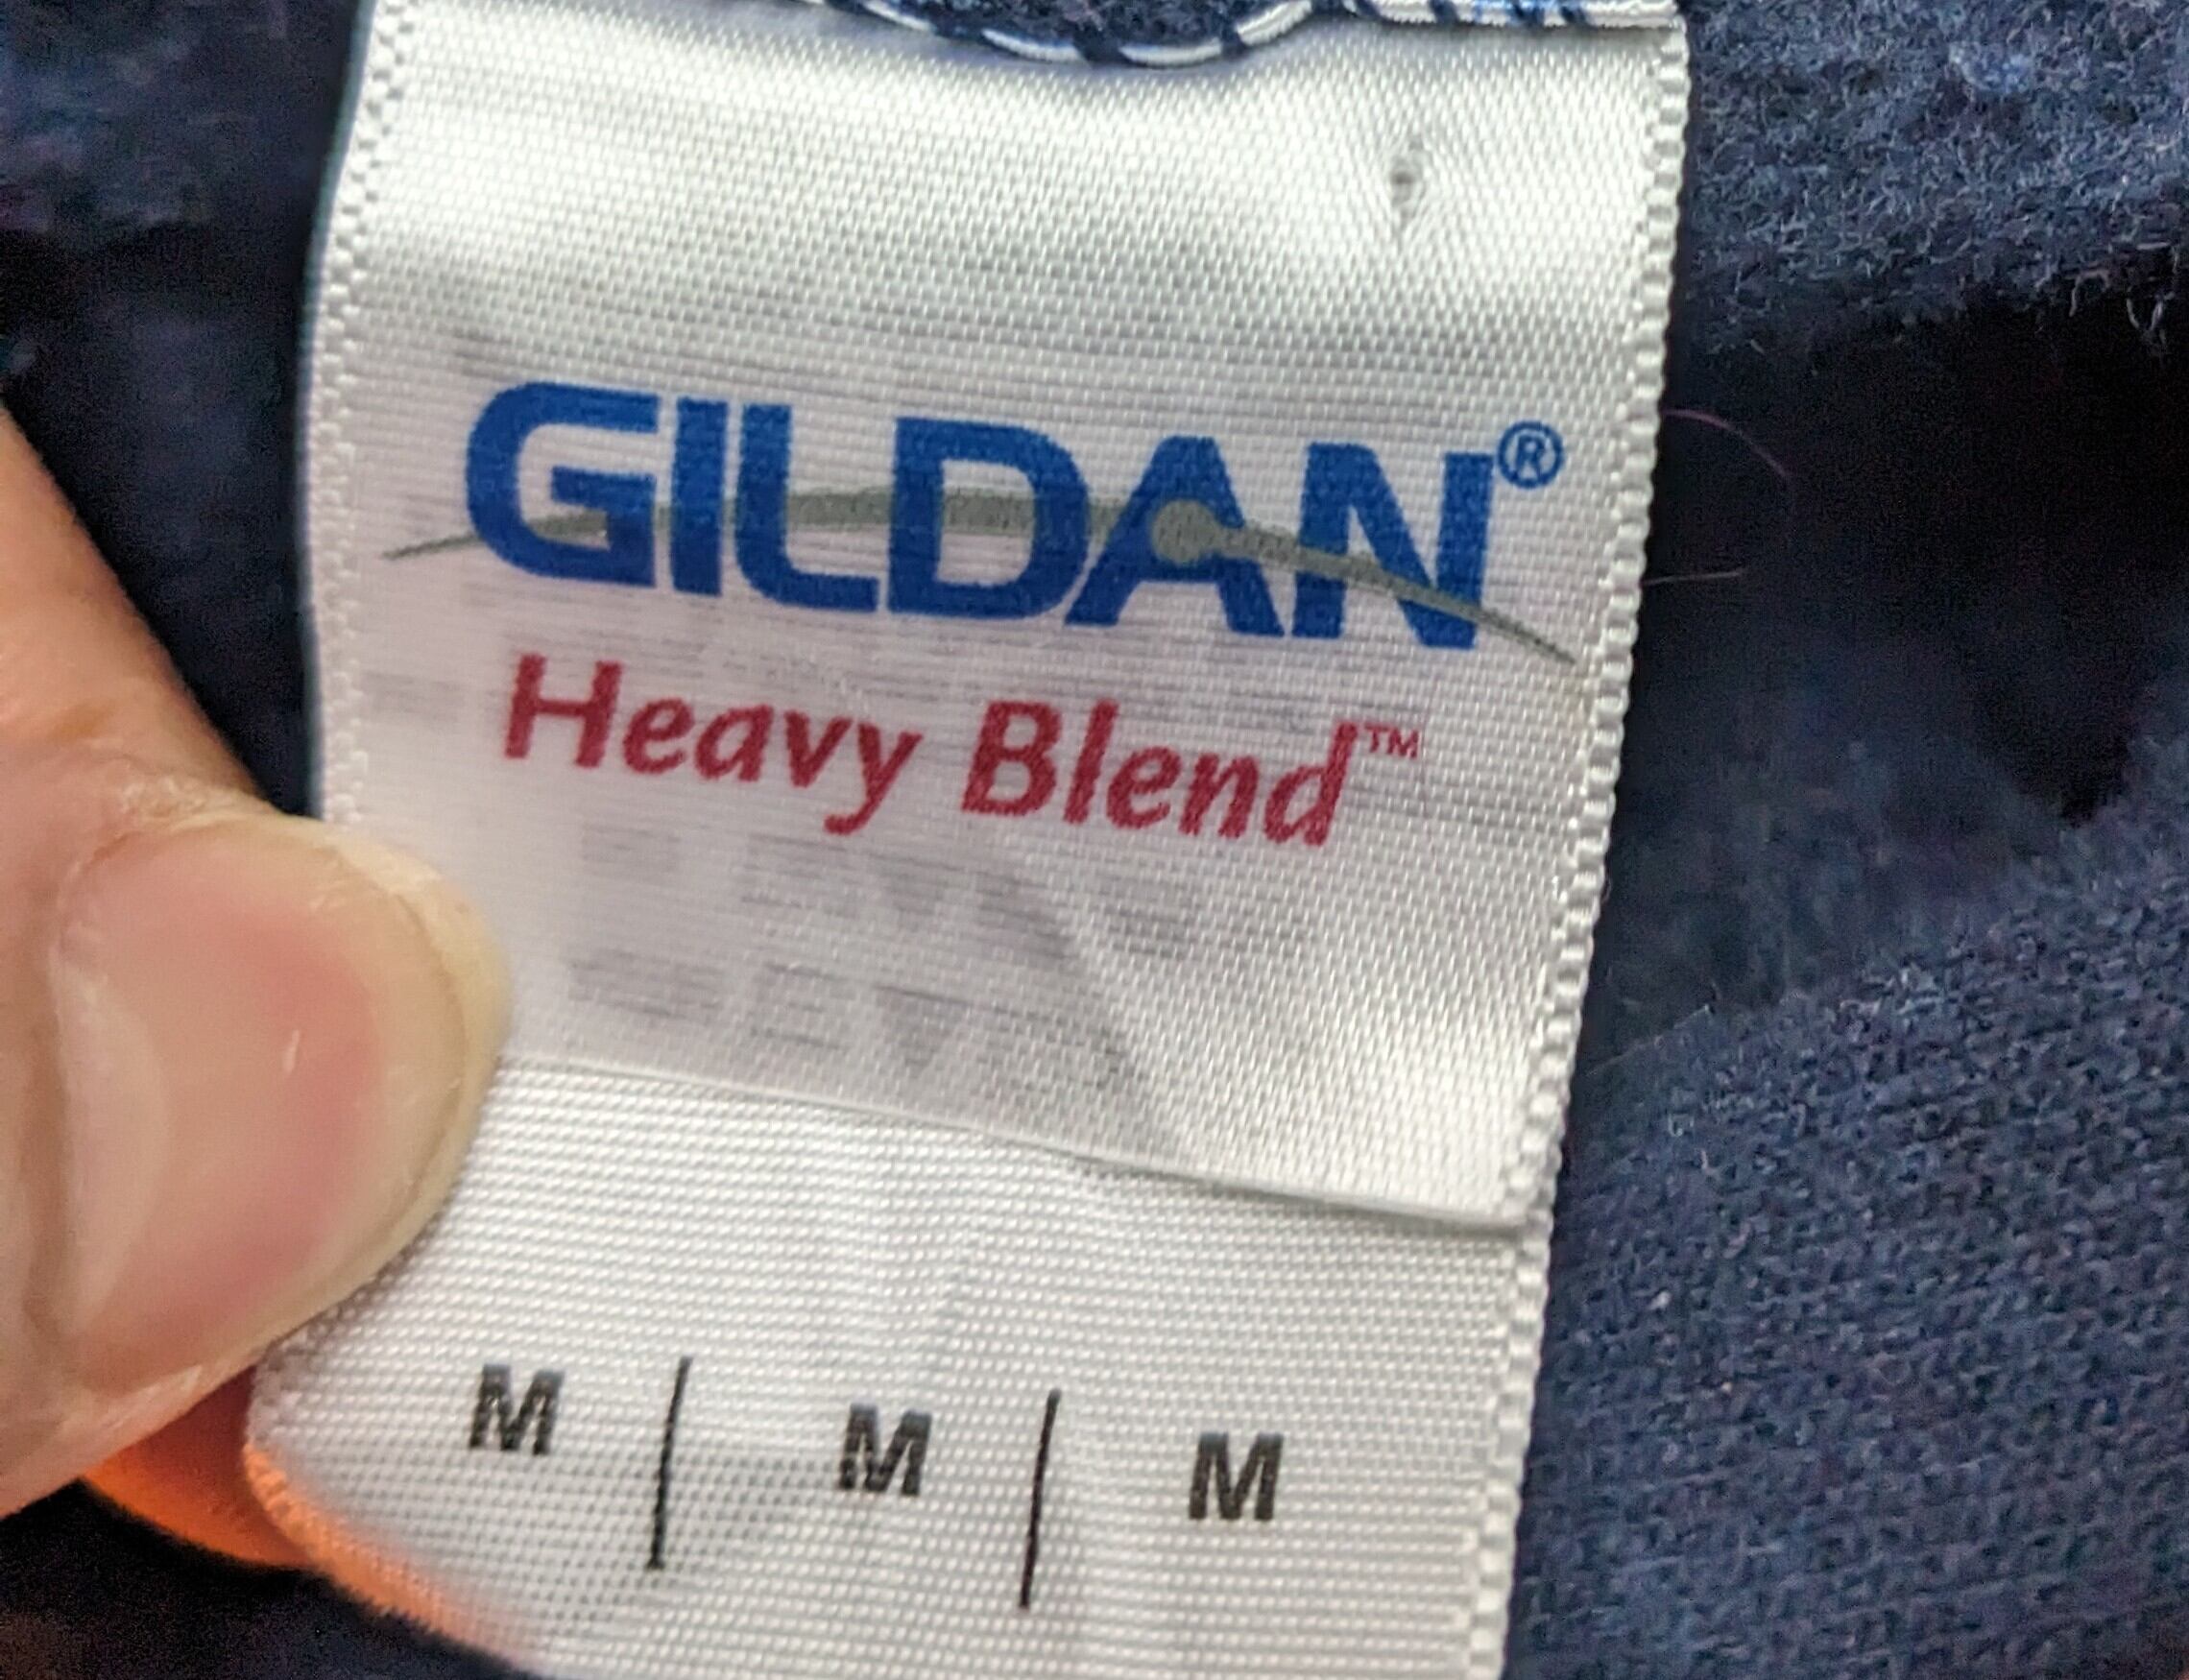 GILDAN®
Heavy Blend™
M | M | M